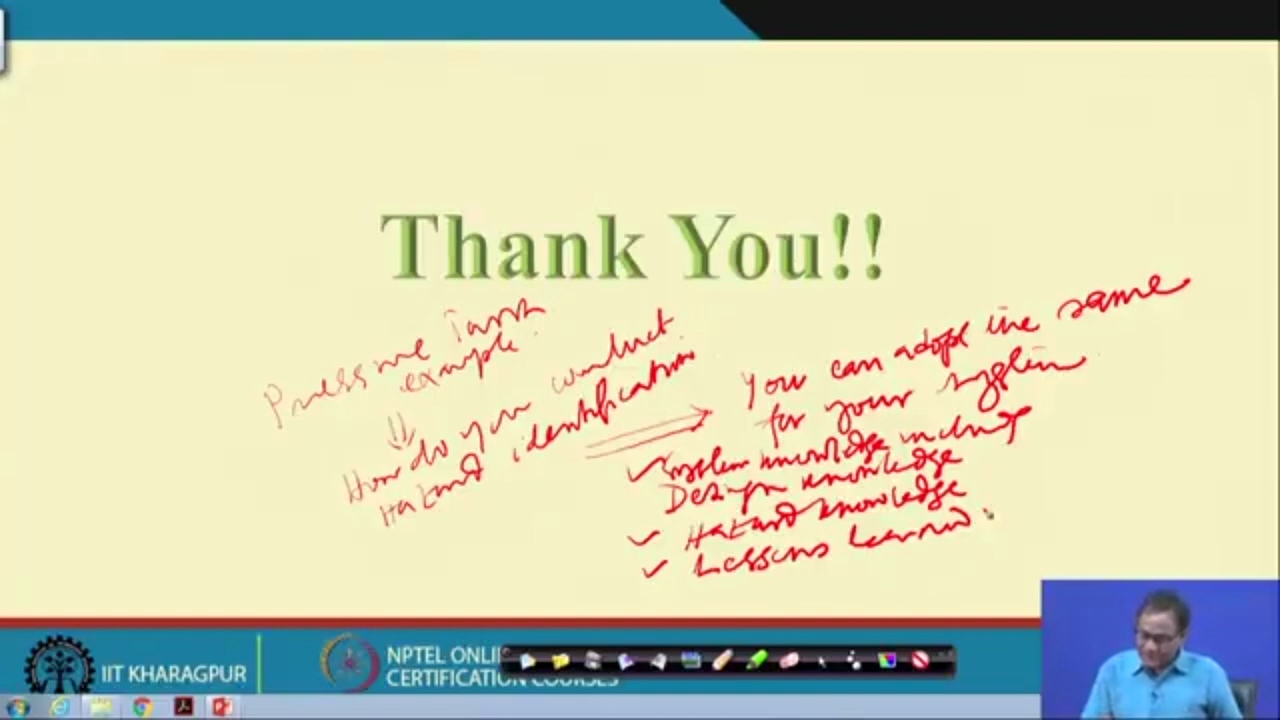 Thank You!!
Pressure Tank
example.
How do you conduct
Hazard identification
You can adopt the same
for your system
System knowledge including
Design knowledge
Hazard knowledge
Lessons Learned
IIT KHARAGPUR
NPTEL ONLI
CERTIFICATION COURSES